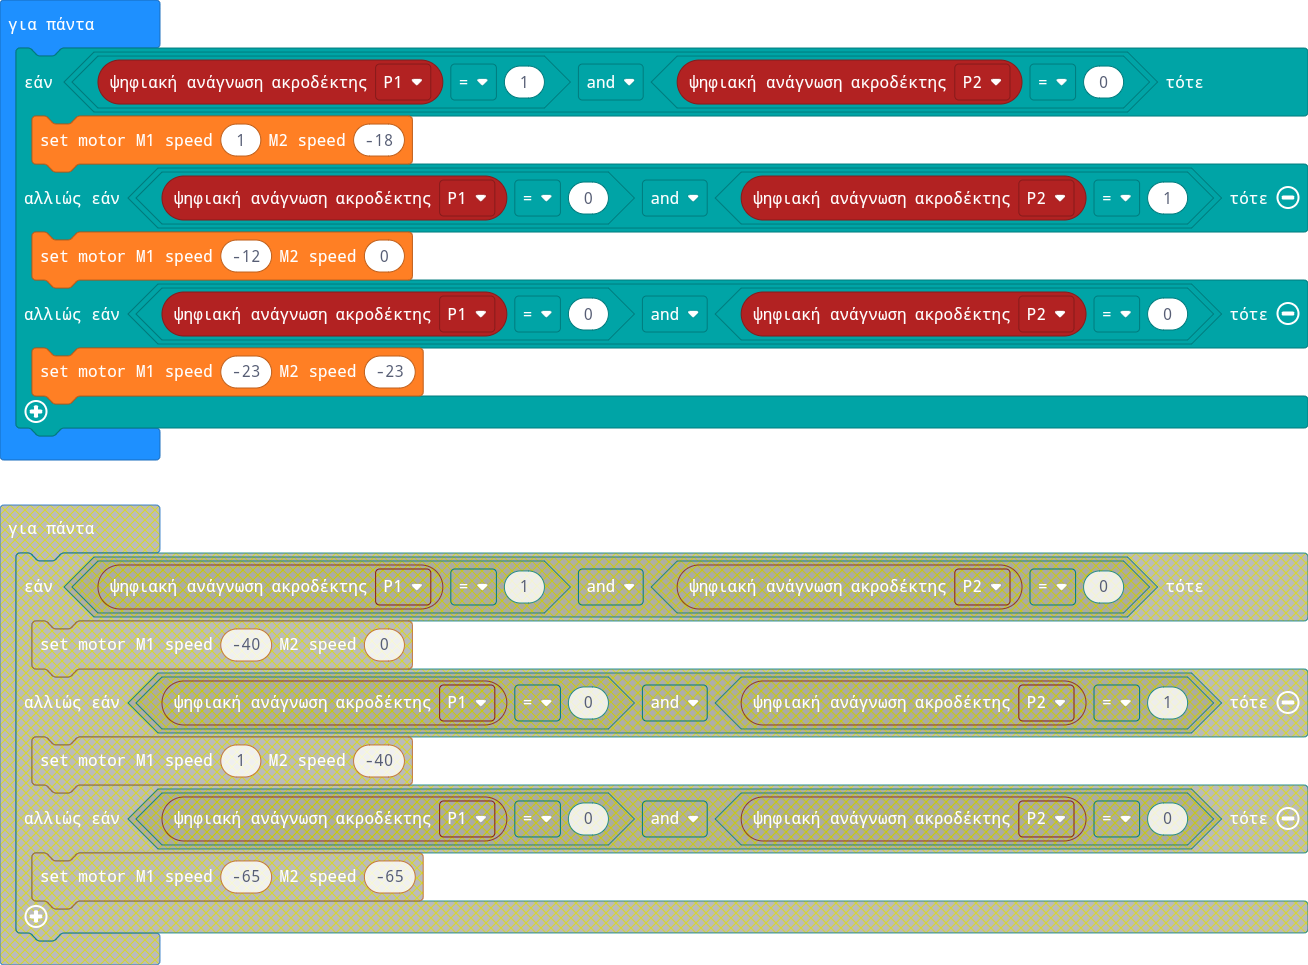 για πάντα
εάν ψηφιακή ανάγνωση ακροδέκτης P1 = 1 and ψηφιακή ανάγνωση ακροδέκτης P2 = 0 τότε
set motor M1 speed 1 M2 speed -18
αλλιώς εάν ψηφιακή ανάγνωση ακροδέκτης P1 = 0 and ψηφιακή ανάγνωση ακροδέκτης P2 = 1 τότε
set motor M1 speed -12 M2 speed 0
αλλιώς εάν ψηφιακή ανάγνωση ακροδέκτης P1 = 0 and ψηφιακή ανάγνωση ακροδέκτης P2 = 0 τότε
set motor M1 speed -23 M2 speed -23
για πάντα
εάν ψηφιακή ανάγνωση ακροδέκτης P1 = 1 and ψηφιακή ανάγνωση ακροδέκτης P2 = 0 τότε
set motor M1 speed -40 M2 speed 0
αλλιώς εάν ψηφιακή ανάγνωση ακροδέκτης P1 = 0 and ψηφιακή ανάγνωση ακροδέκτης P2 = 1 τότε
set motor M1 speed 1 M2 speed -40
αλλιώς εάν ψηφιακή ανάγνωση ακροδέκτης P1 = 0 and ψηφιακή ανάγνωση ακροδέκτης P2 = 0 τότε
set motor M1 speed -65 M2 speed -65